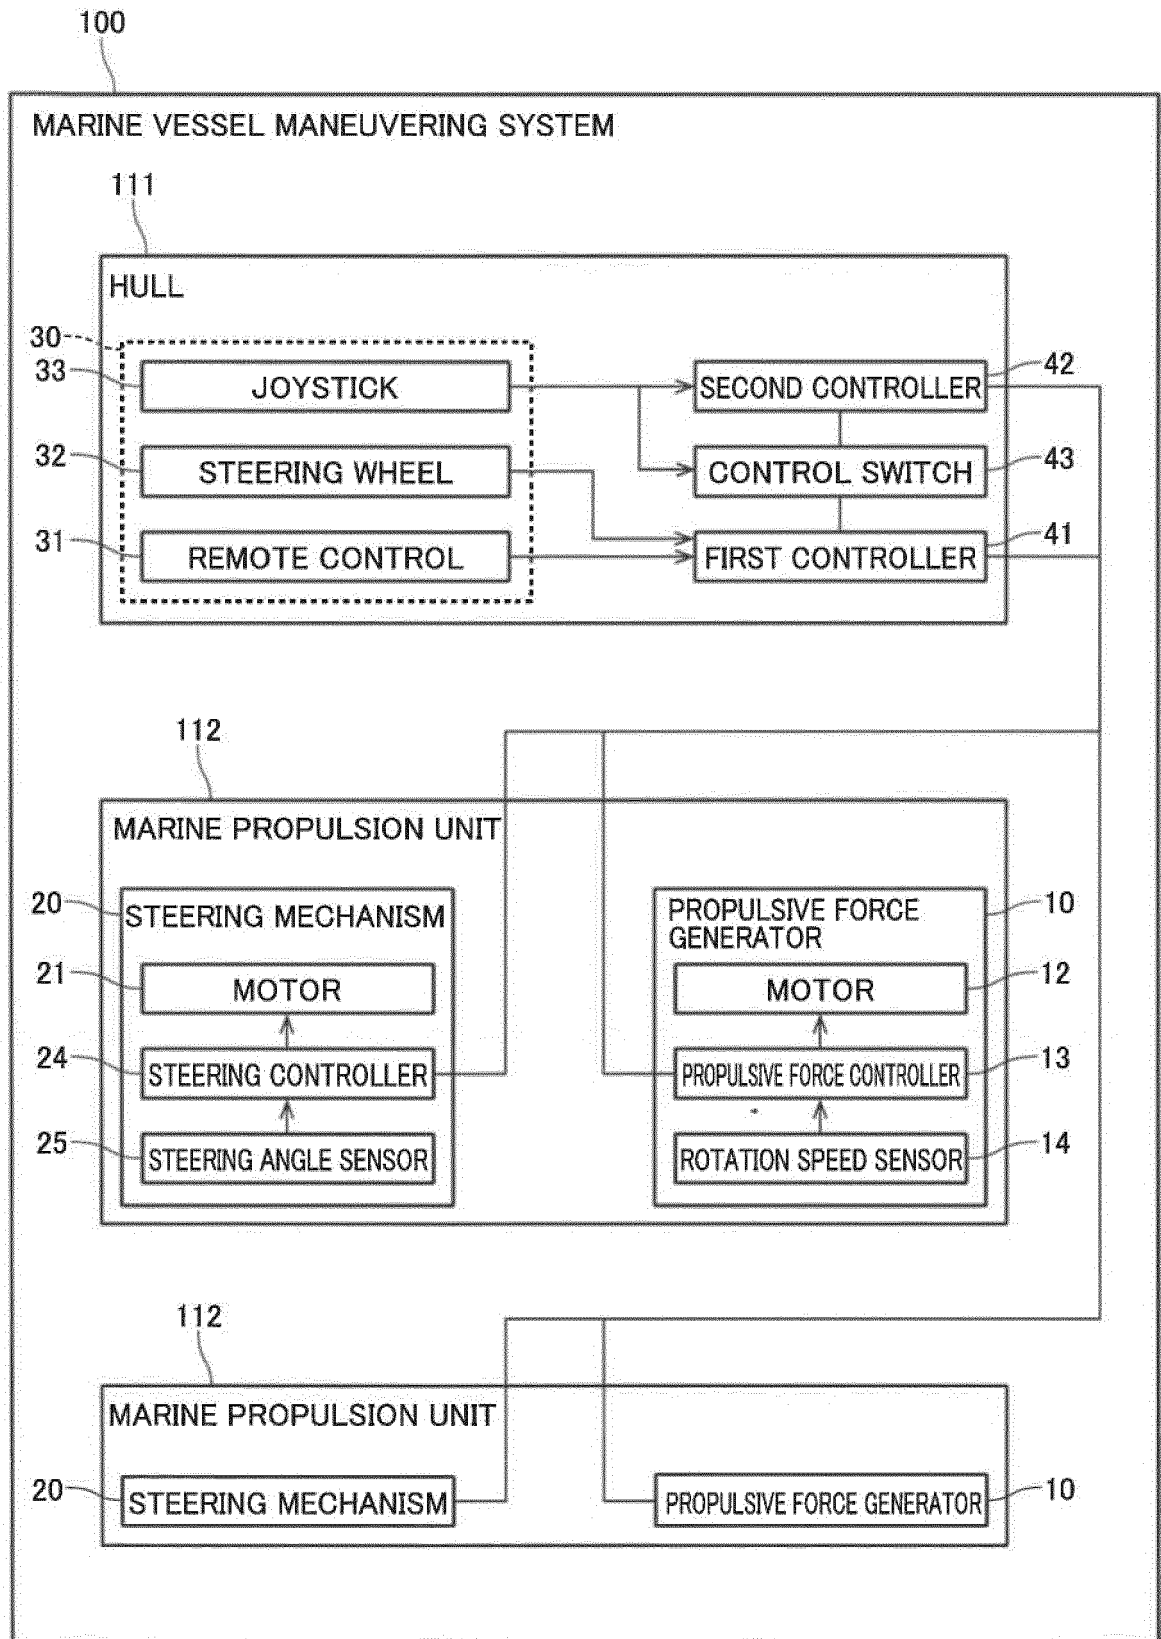 100
MARINE VESSEL MANEUVERING SYSTEM
111
HULL
30
33
JOYSTICK
SECOND CONTROLLER
42
32
STEERING WHEEL
CONTROL SWITCH
43
31
REMOTE CONTROL
FIRST CONTROLLER
41
112
MARINE PROPULSION UNIT
20
STEERING MECHANISM
21
MOTOR
24
STEERING CONTROLLER
25
STEERING ANGLE SENSOR
PROPULSIVE FORCE
GENERATOR
10
MOTOR
12
PROPULSIVE FORCE CONTROLLER
13
ROTATION SPEED SENSOR
14
112
MARINE PROPULSION UNIT
20
STEERING MECHANISM
PROPULSIVE FORCE GENERATOR
10